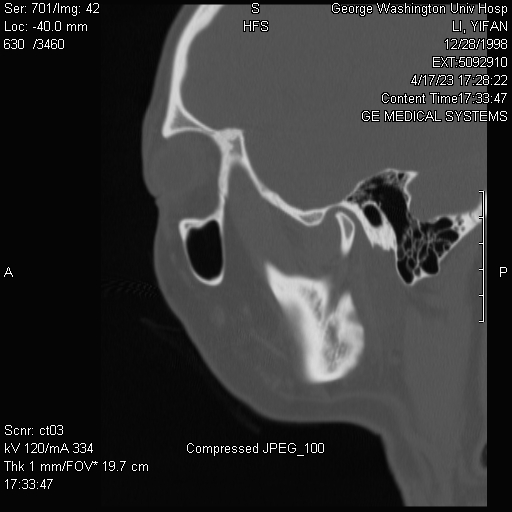 Ser: 701/Img: 42
Loc: -40.0 mm
630 /3460
S
HFS
George Washington Univ Hosp
LI, YIFAN
12/28/1998
EXT:5092910
4/17/23 17:28:22
Content Time17:33:47
GE MEDICAL SYSTEMS
A
P
Scnr: ct03
kV 120/mA 334
Thk 1 mm/FOV* 19.7 cm
17:33:47
Compressed JPEG_100